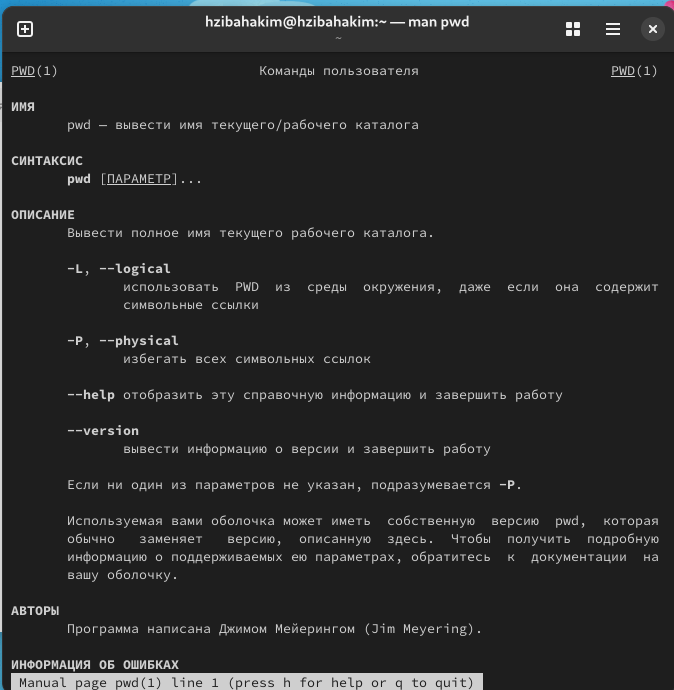 hzibahakim@hzibahakim:~ — man pwd
~
PWD(1) Команды пользователя PWD(1)
ИМЯ
pwd – вывести имя текущего/рабочего каталога
СИНТАКСИС
pwd [ПАРАМЕТР]...
ОПИСАНИЕ
Вывести полное имя текущего рабочего каталога.
-L, --logical
использовать PWD из среды окружения, даже если она содержит
символьные ссылки
-P, --physical
избегать всех символьных ссылок
--help отобразить эту справочную информацию и завершить работу
--version
вывести информацию о версии и завершить работу
Если ни один из параметров не указан, подразумевается -P.
Используемая вами оболочка может иметь собственную версию pwd, которая
обычно заменяет версию, описанную здесь. Чтобы получить подробную
информацию о поддерживаемых ею параметрах, обратитесь к документации на
вашу оболочку.
АВТОРЫ
Программа написана Джимом Мейерингом (Jim Meyering).
ИНФОРМАЦИЯ ОБ ОШИБКАХ
Manual page pwd(1) line 1 (press h for help or q to quit)